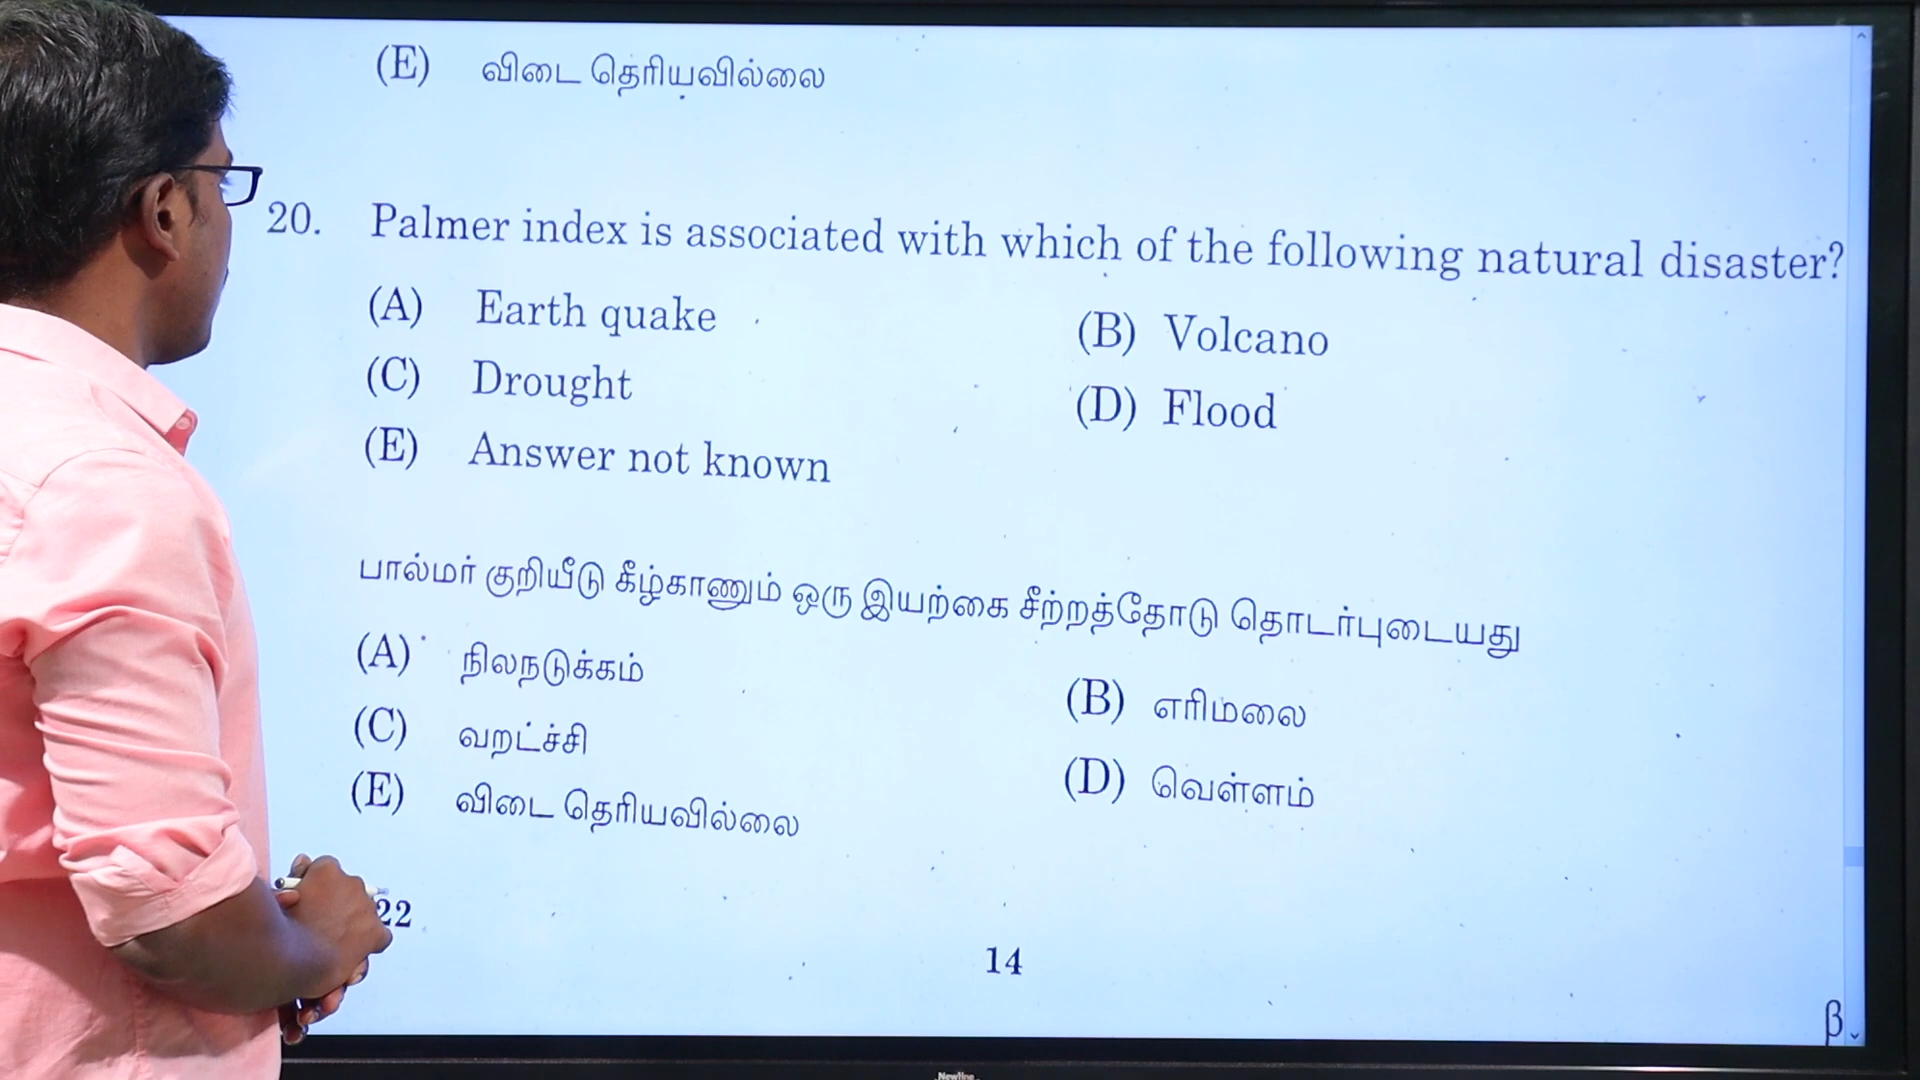 (E) விடை தெரியவில்லை
20. Palmer index is associated with which of the following natural disaster?
(A) Earth quake (B) Volcano
(C) Drought (D) Flood
(E) Answer not known
பால்மர் குறியீடு கீழ்காணும் ஒரு இயற்கை சீற்றத்தோடு தொடர்புடையது
(A) நிலநடுக்கம் (B) எரிமலை
(C) வறட்ச்சி (D) வெள்ளம்
(E) விடை தெரியவில்லை
22
14
β
Newline